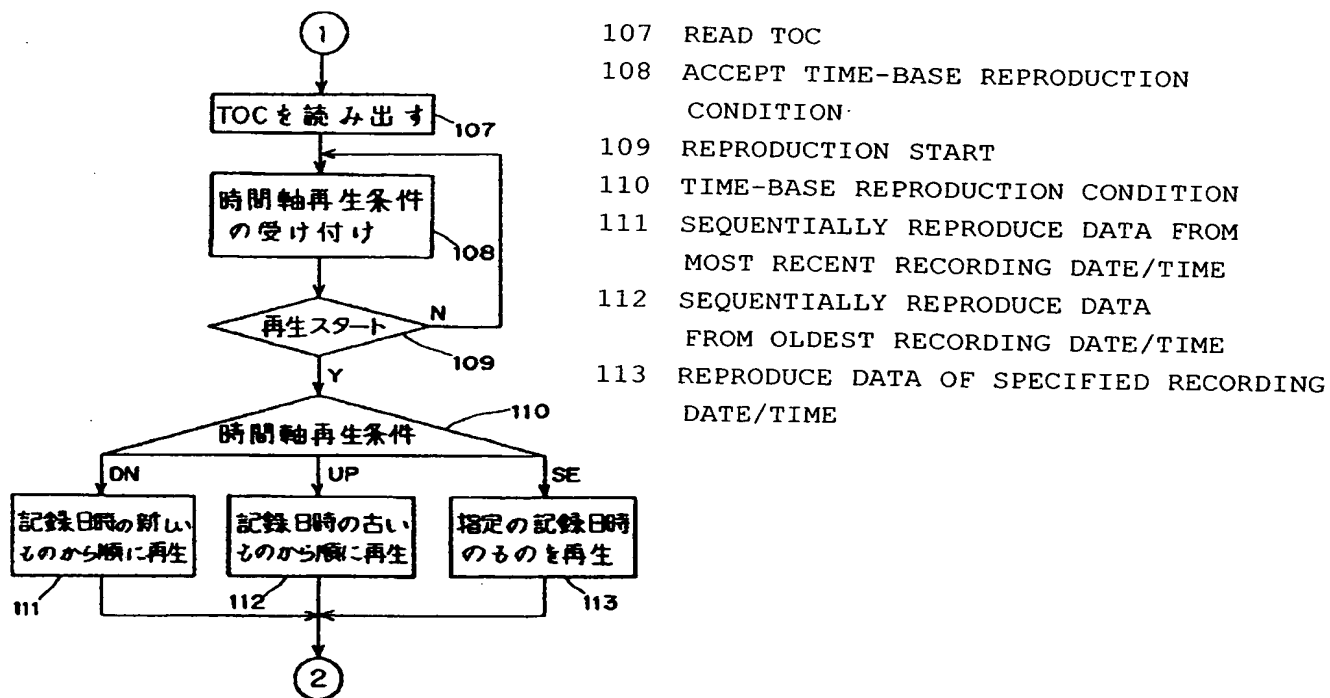 1
TOCを読み出す
107
時間軸再生条件
の受け付け
108
再生スタート
N
109
Y
110
時間軸再生条件
DN
UP
SE
記録日時の新しい
ものから順に再生
111
記録日時の古い
ものから順に再生
112
指定の記録日時
のものを再生
113
2
107 READ TOC
108 ACCEPT TIME-BASE REPRODUCTION
CONDITION
109 REPRODUCTION START
110 TIME-BASE REPRODUCTION CONDITION
111 SEQUENTIALLY REPRODUCE DATA FROM
MOST RECENT RECORDING DATE/TIME
112 SEQUENTIALLY REPRODUCE DATA
FROM OLDEST RECORDING DATE/TIME
113 REPRODUCE DATA OF SPECIFIED RECORDING
DATE/TIME